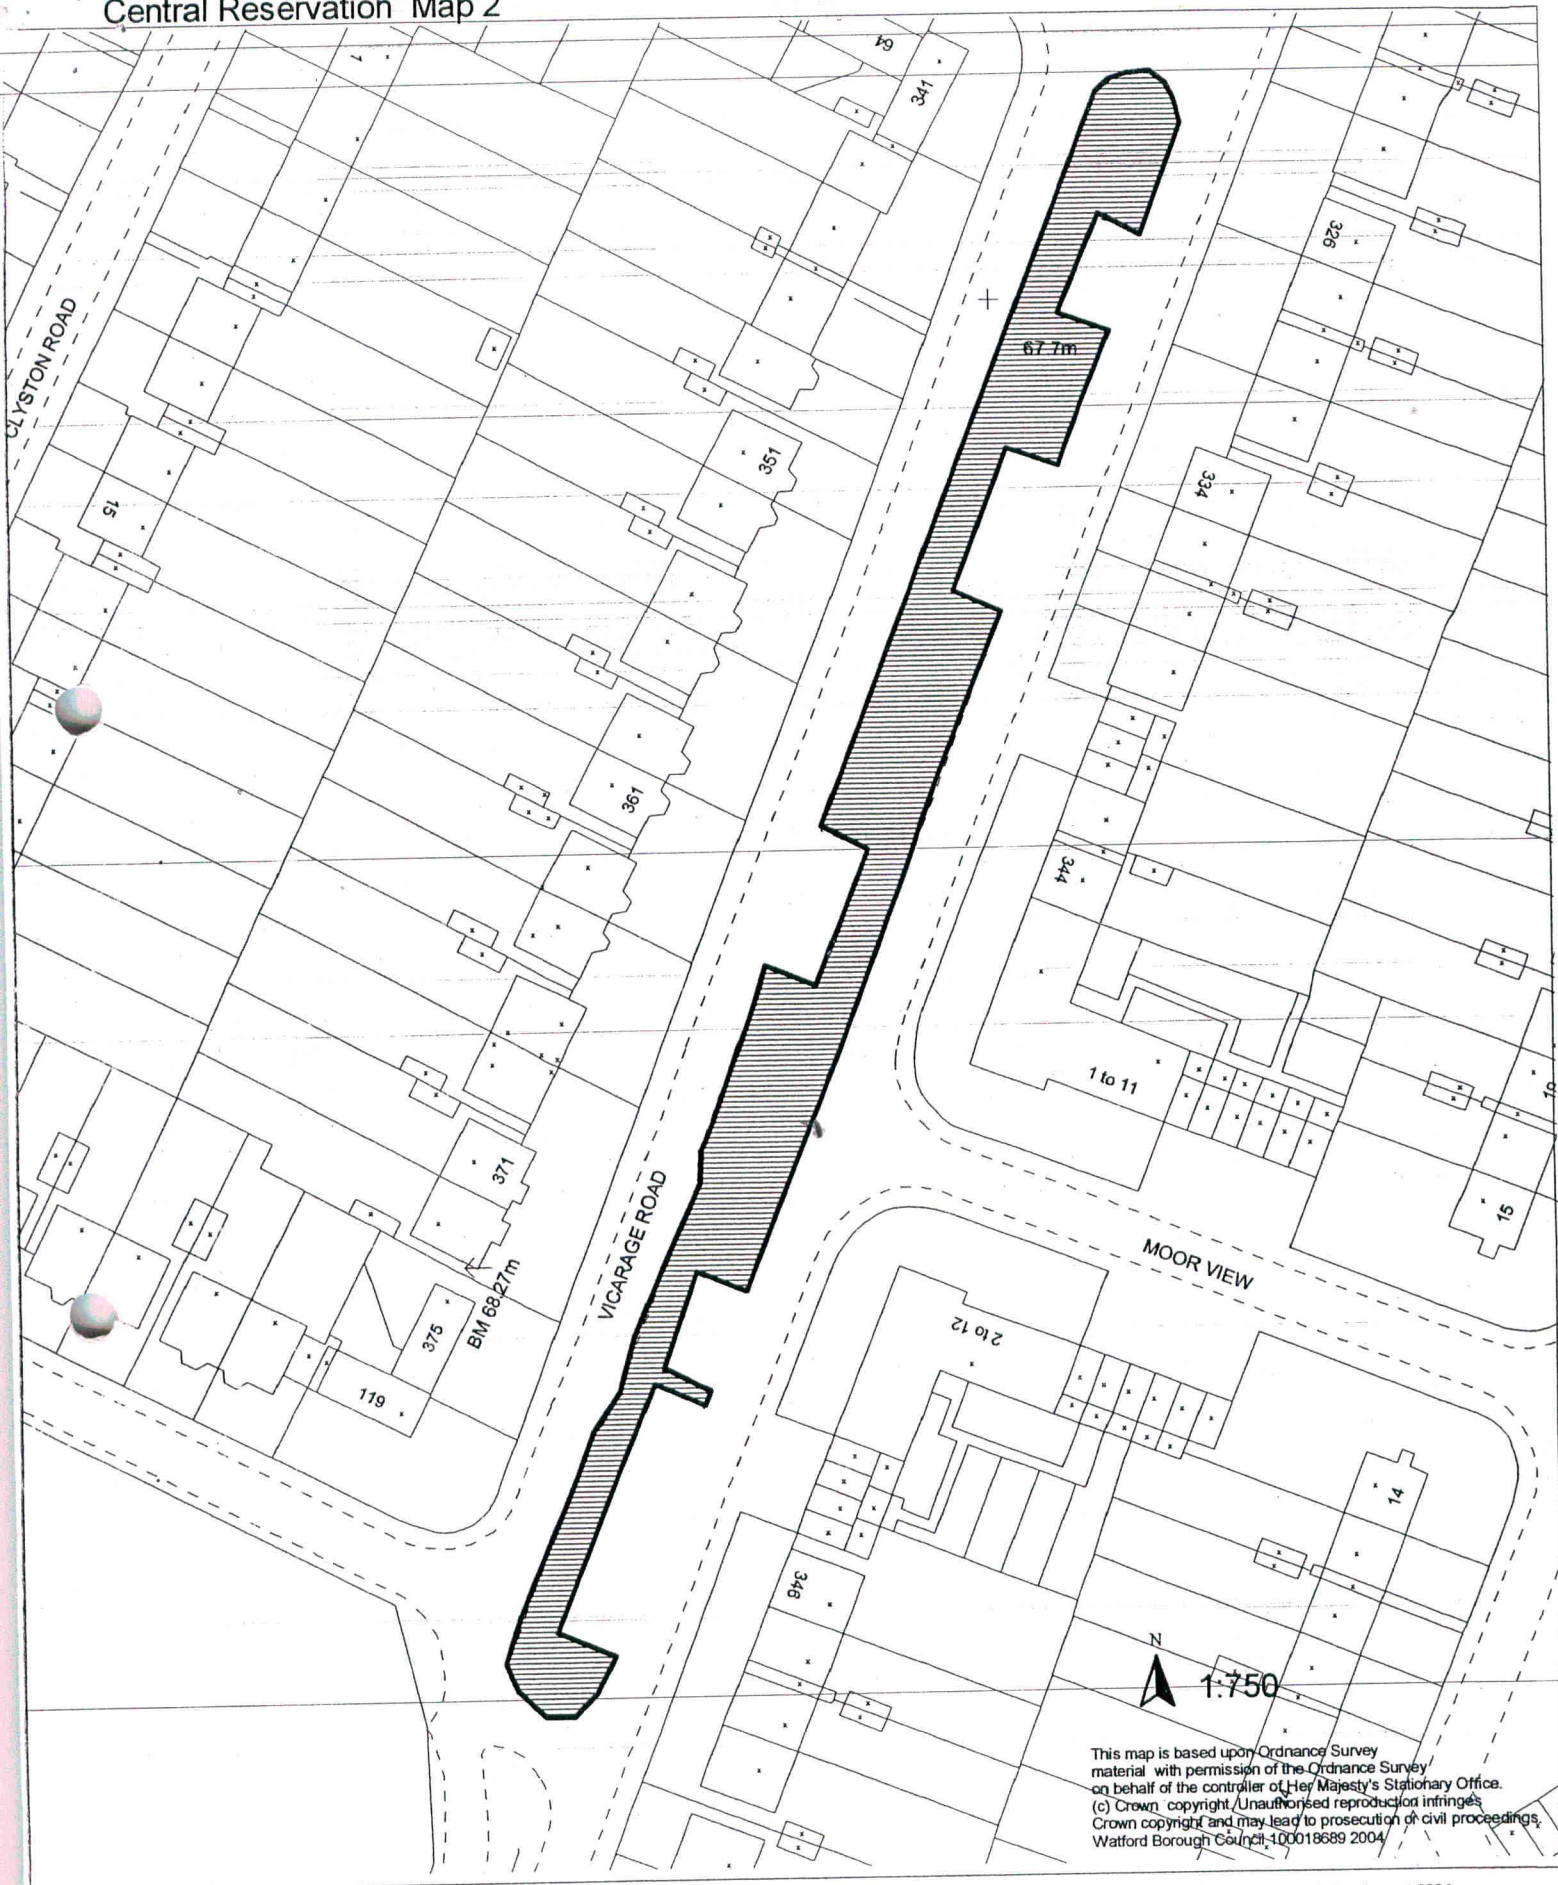 Central Reservation Map 2
64
341
1
326
CLYSTON ROAD
67.7m
351
334
15
361
344
1 to 11
19
371
15
VICARAGE ROAD
MOOR VIEW
BM 68.27m
375
2 to 12
119
14
346
N
1:750
This map is based upon Ordnance Survey
material with permission of the Ordnance Survey
on behalf of the controller of Her Majesty's Stationary Office.
(c) Crown copyright. Unauthorised reproduction infringes
Crown copyright and may lead to prosecution or civil proceedings
Watford Borough Council 100018689 2004